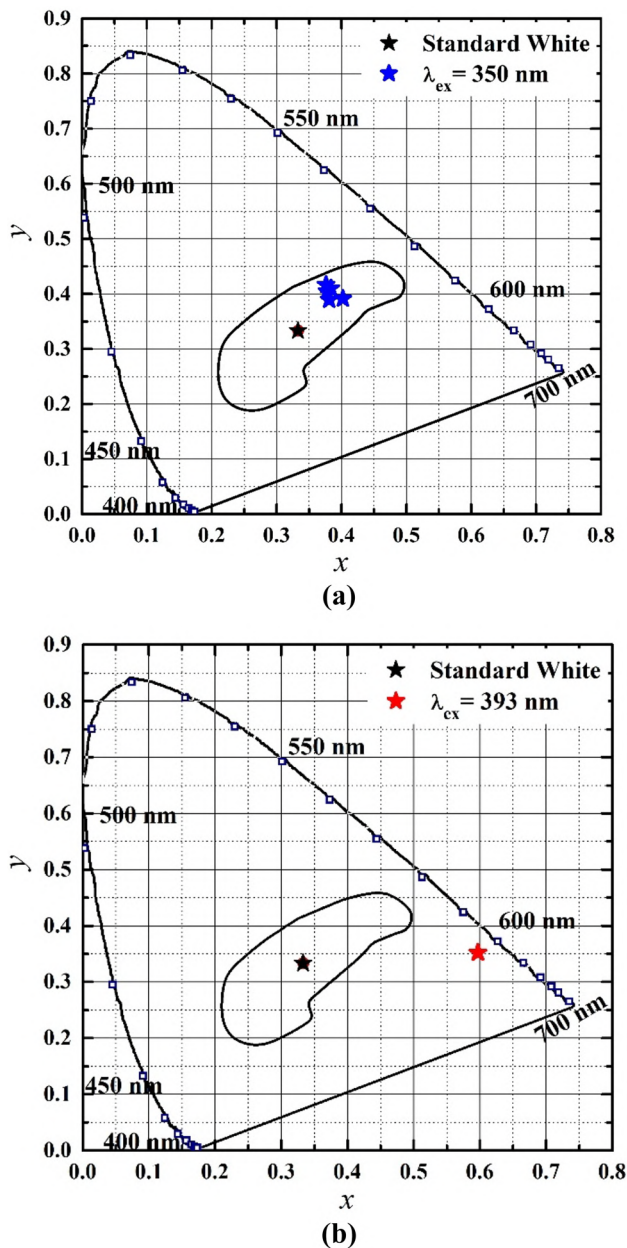 0.9
0.8
0.7
0.6
0.5
0.4
0.3
0.2
0.1
0.0
y
★ Standard White
★ λex = 350 nm
550 nm
500 nm
600 nm
450 nm
400 nm
700 nm
0.0 0.1 0.2 0.3 0.4 0.5 0.6 0.7 0.8
x
(a)
0.9
0.8
0.7
0.6
0.5
0.4
0.3
0.2
0.1
0.0
y
★ Standard White
★ λex = 393 nm
550 nm
500 nm
600 nm
450 nm
400 nm
700 nm
0.0 0.1 0.2 0.3 0.4 0.5 0.6 0.7 0.8
x
(b)